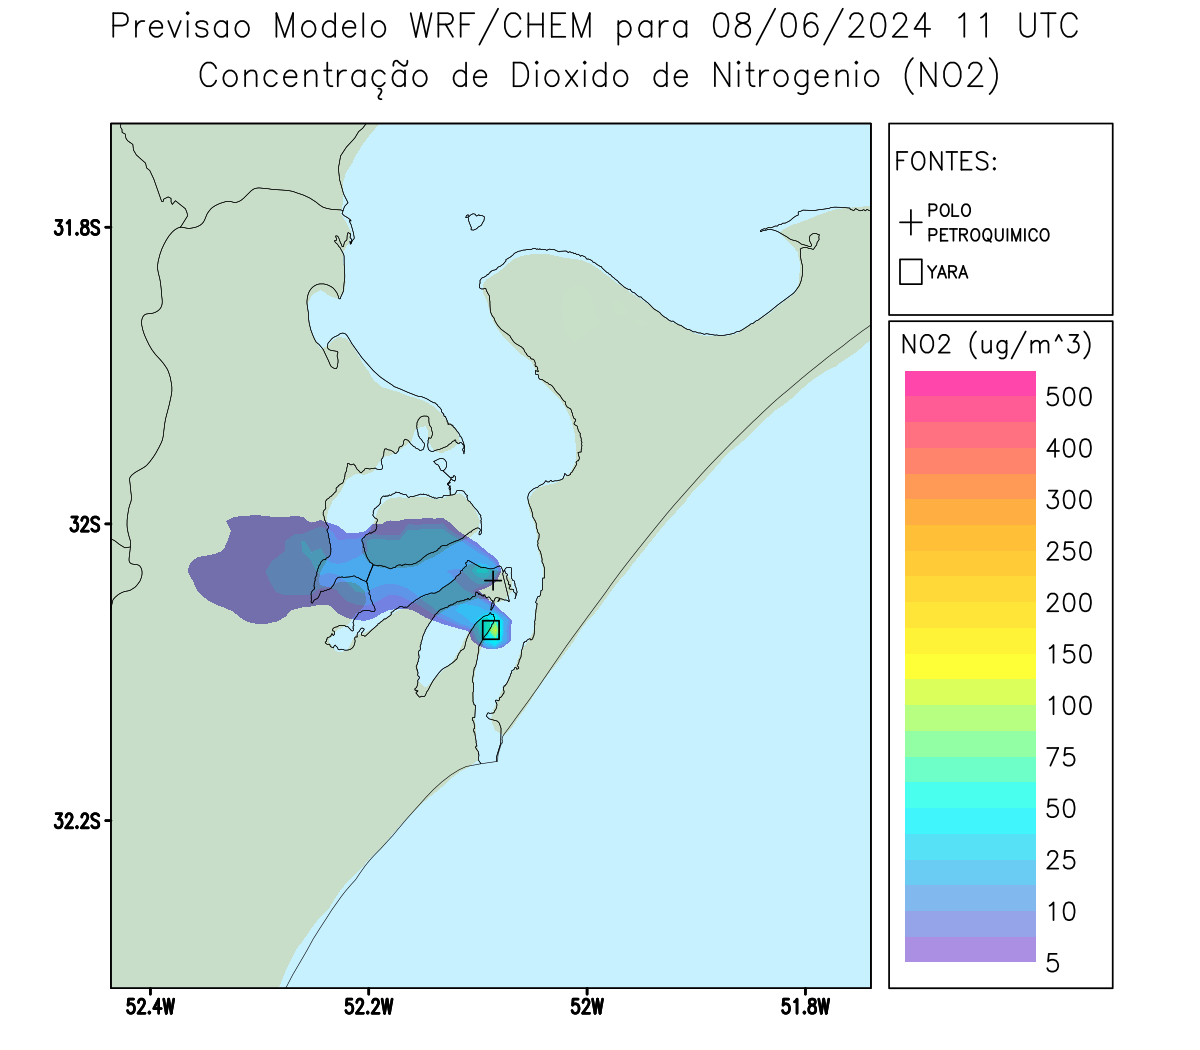 Previsao Modelo WRF/CHEM para 08/06/2024 11 UTC
Concentração de Dioxido de Nitrogenio (NO2)
FONTES:
POLO
PETROQUIMICO
YARA
NO2 (ug/m^3)
500
400
300
250
200
150
100
75
50
25
10
5
31.8S
32S
32.2S
52.4W
52.2W
52W
51.8W